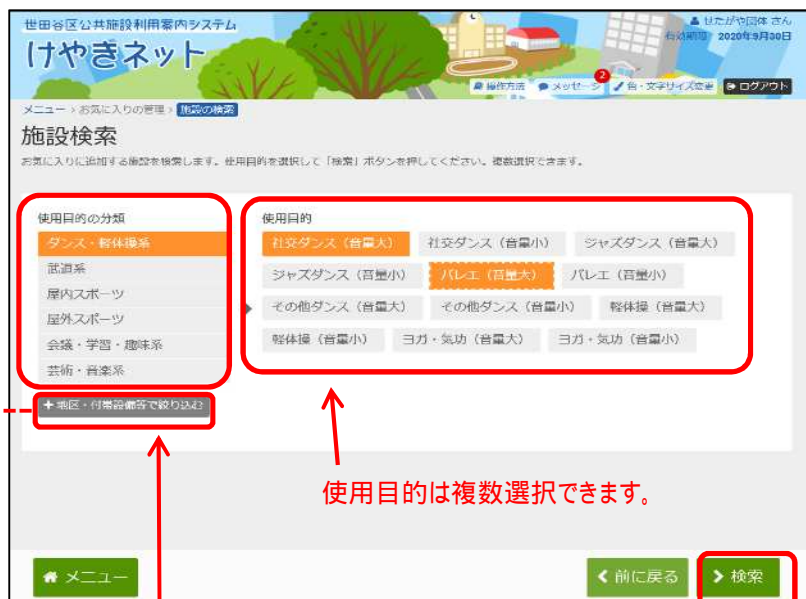 世田谷区公共施設利用案内システム
けやきネット
せたがや団体 さん
有効期限 2020年9月30日
操作方法
メッセージ
2
色・文字サイズ変更
ログアウト
メニュー › お気に入りの管理 › 施設の検索
施設検索
お気に入りに追加する施設を検索します。使用目的を選択して「検索」ボタンを押してください。複数選択できます。
使用目的の分類
ダンス・軽体操系
武道系
屋内スポーツ
屋外スポーツ
会議・学習・趣味系
芸術・音楽系
+ 地区・付帯設備等で絞り込む
使用目的
社交ダンス（音量大） 社交ダンス（音量小） ジャズダンス（音量大）
ジャズダンス（音量小） バレエ（音量大） バレエ（音量小）
その他ダンス（音量大） その他ダンス（音量小） 軽体操（音量大）
軽体操（音量小） ヨガ・気功（音量大） ヨガ・気功（音量小）
使用目的は複数選択できます。
メニュー
前に戻る
検索